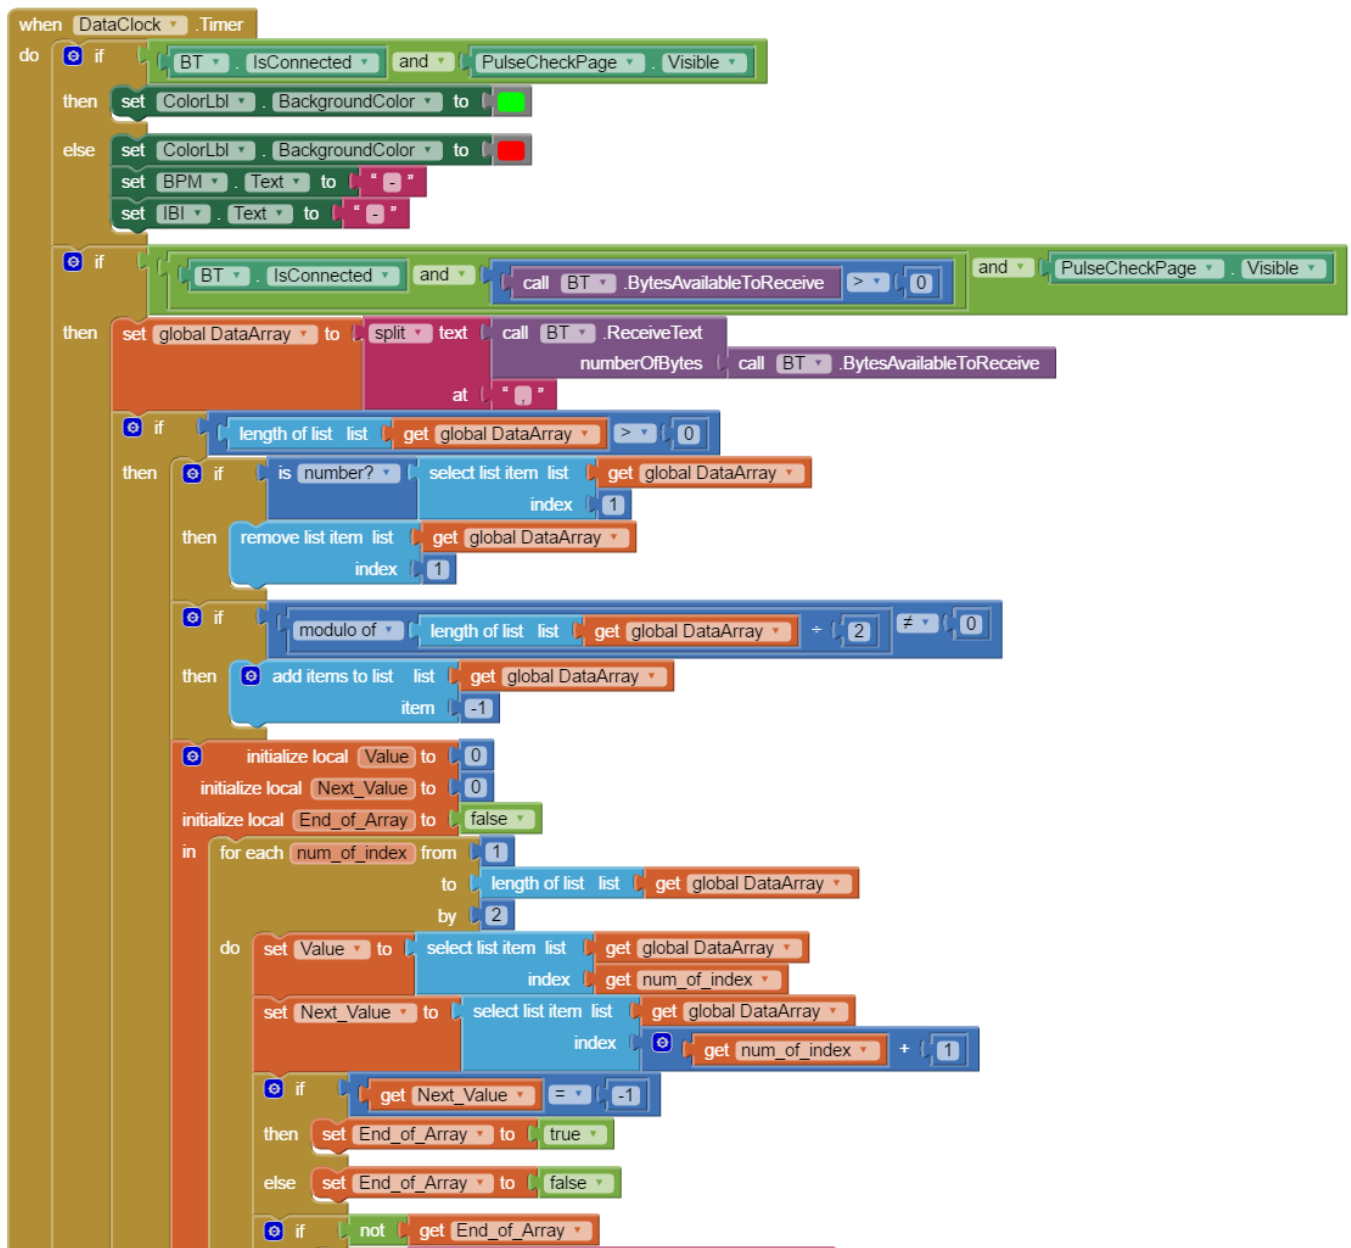 when DataClock .Timer
do if BT . IsConnected and PulseCheckPage . Visible
then set ColorLbl . BackgroundColor to
else set ColorLbl . BackgroundColor to
set BPM . Text to " - "
set IBI . Text to " - "
if BT . IsConnected and call BT .BytesAvailableToReceive > 0 and PulseCheckPage . Visible
then set global DataArray to split text call BT .ReceiveText
numberOfBytes call BT .BytesAvailableToReceive
at " , "
if length of list list get global DataArray > 0
then if is number? select list item list get global DataArray
index 1
then remove list item list get global DataArray
index 1
if modulo of length of list list get global DataArray ÷ 2 ≠ 0
then add items to list list get global DataArray
item -1
initialize local Value to 0
initialize local Next_Value to 0
initialize local End_of_Array to false
in for each num_of_index from 1
to length of list list get global DataArray
by 2
do set Value to select list item list get global DataArray
index get num_of_index
set Next_Value to select list item list get global DataArray
index get num_of_index + 1
if get Next_Value = -1
then set End_of_Array to true
else set End_of_Array to false
if not get End_of_Array